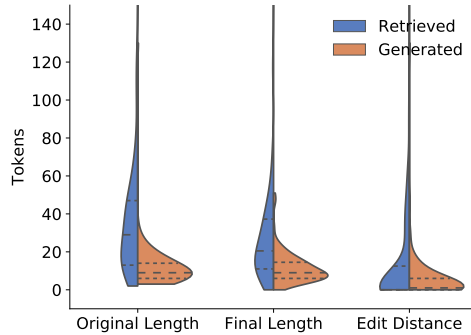 140
120
100
80
60
40
20
0
Tokens
Retrieved
Generated
Original Length
Final Length
Edit Distance